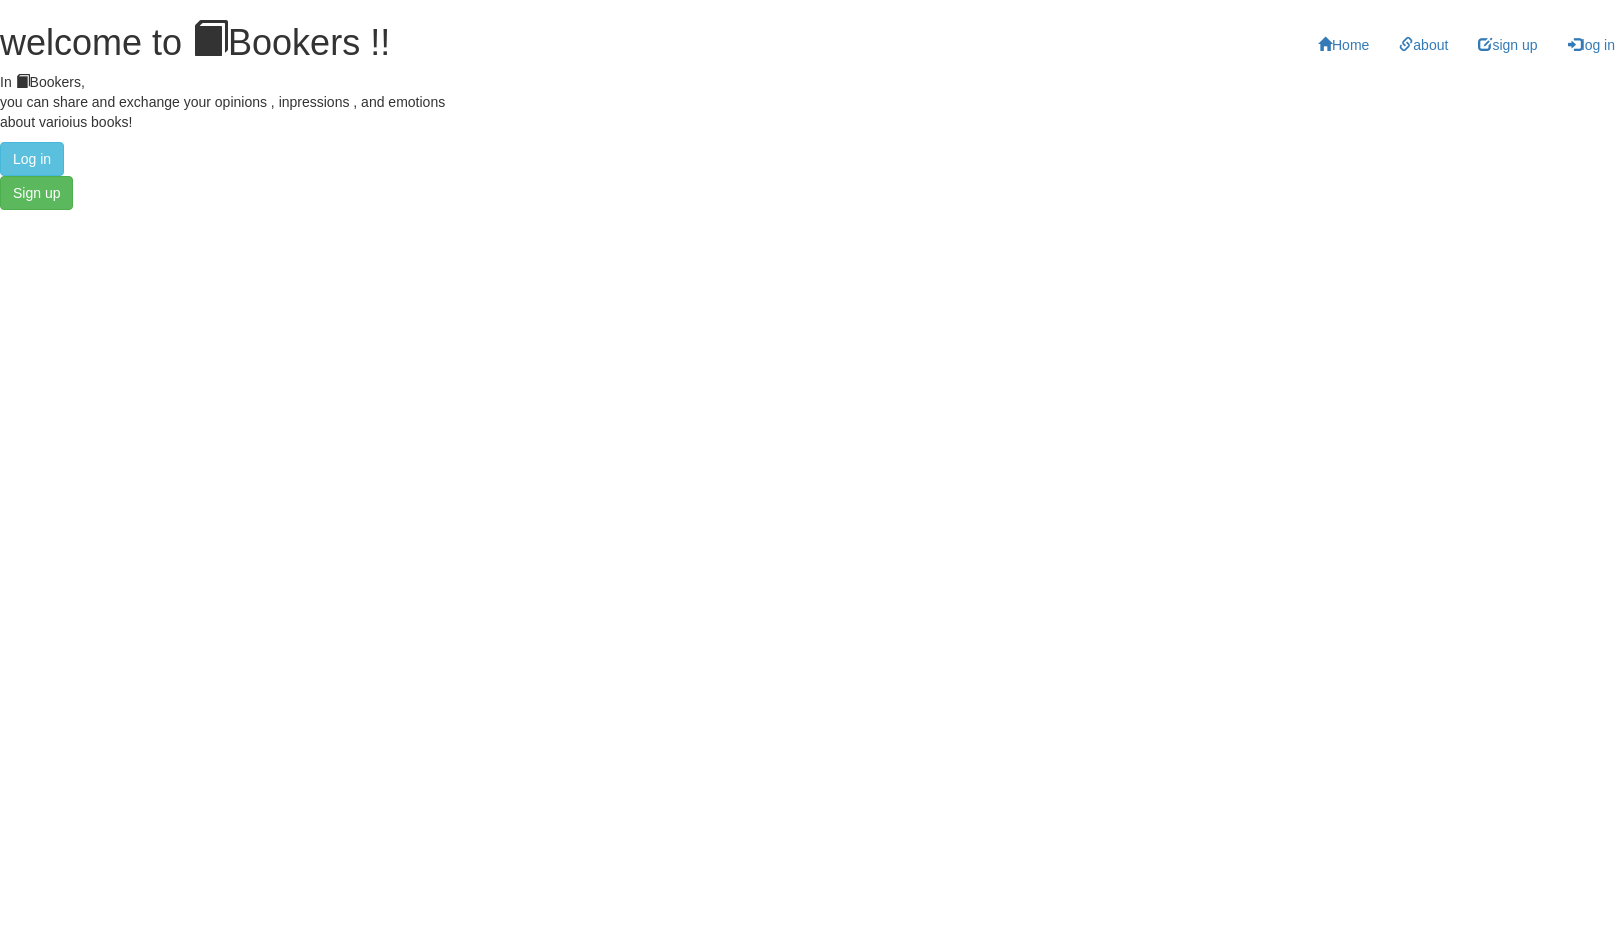 welcome to Bookers !!
Home about sign up log in
In Bookers,
you can share and exchange your opinions , inpressions , and emotions
about varioius books!
Log in
Sign up